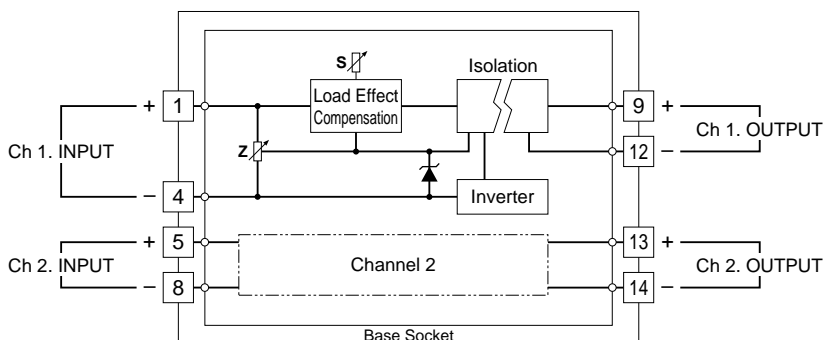 S
Isolation
Load Effect
Compensation
+ 1
9 +
Ch 1. INPUT
Z
12 −
Ch 1. OUTPUT
− 4
Inverter
+ 5
13 +
Ch 2. INPUT
Channel 2
Ch 2. OUTPUT
− 8
14 −
Base Socket